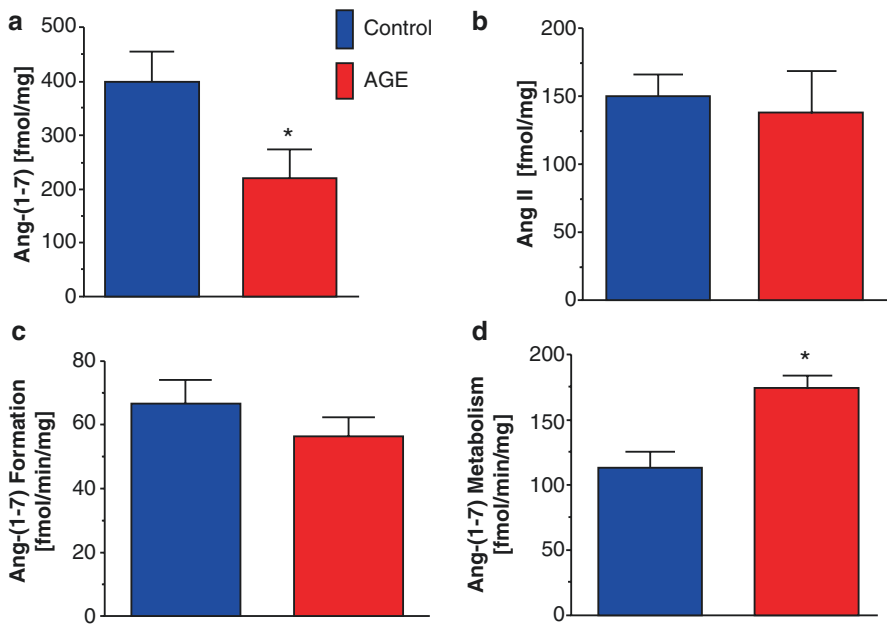 a
Ang-(1-7) [fmol/mg]
500
400
300
200
100
0
*
Control
AGE
b
Ang II [fmol/mg]
200
150
100
50
0
c
Ang-(1-7) Formation
[fmol/min/mg]
80
60
40
20
0
d
Ang-(1-7) Metabolism
[fmol/min/mg]
200
150
100
50
0
*